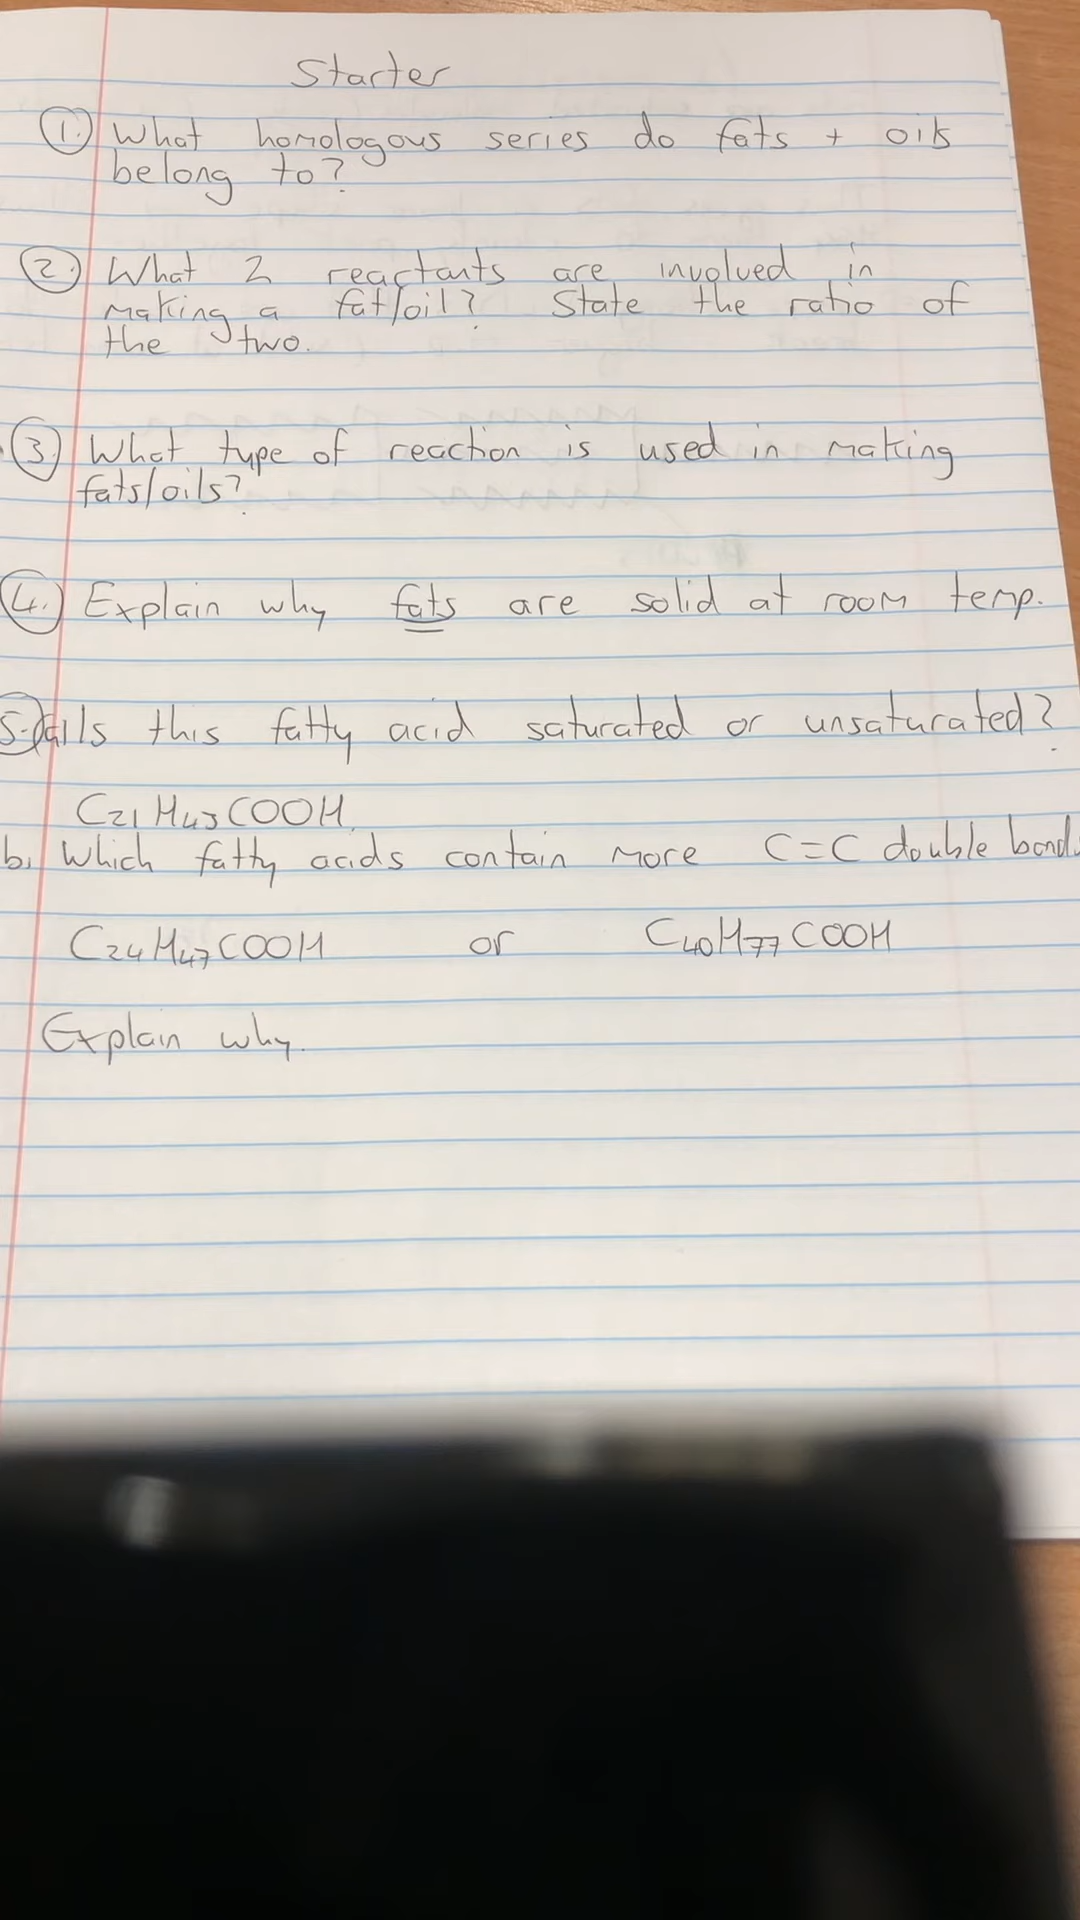 Starter
1. What homologous series do fats + oils
belong to?
2. What 2 reactants are involved in
making a fat/oil? State the ratio of
the two.
3. What type of reaction is used in making
fats/oils?
4. Explain why fats are solid at room temp.
5. a Is this fatty acid saturated or unsaturated?
C21H43COOH
b. Which fatty acids contain more C=C double bonds
C24H47COOH or C40H77COOH
Explain why.